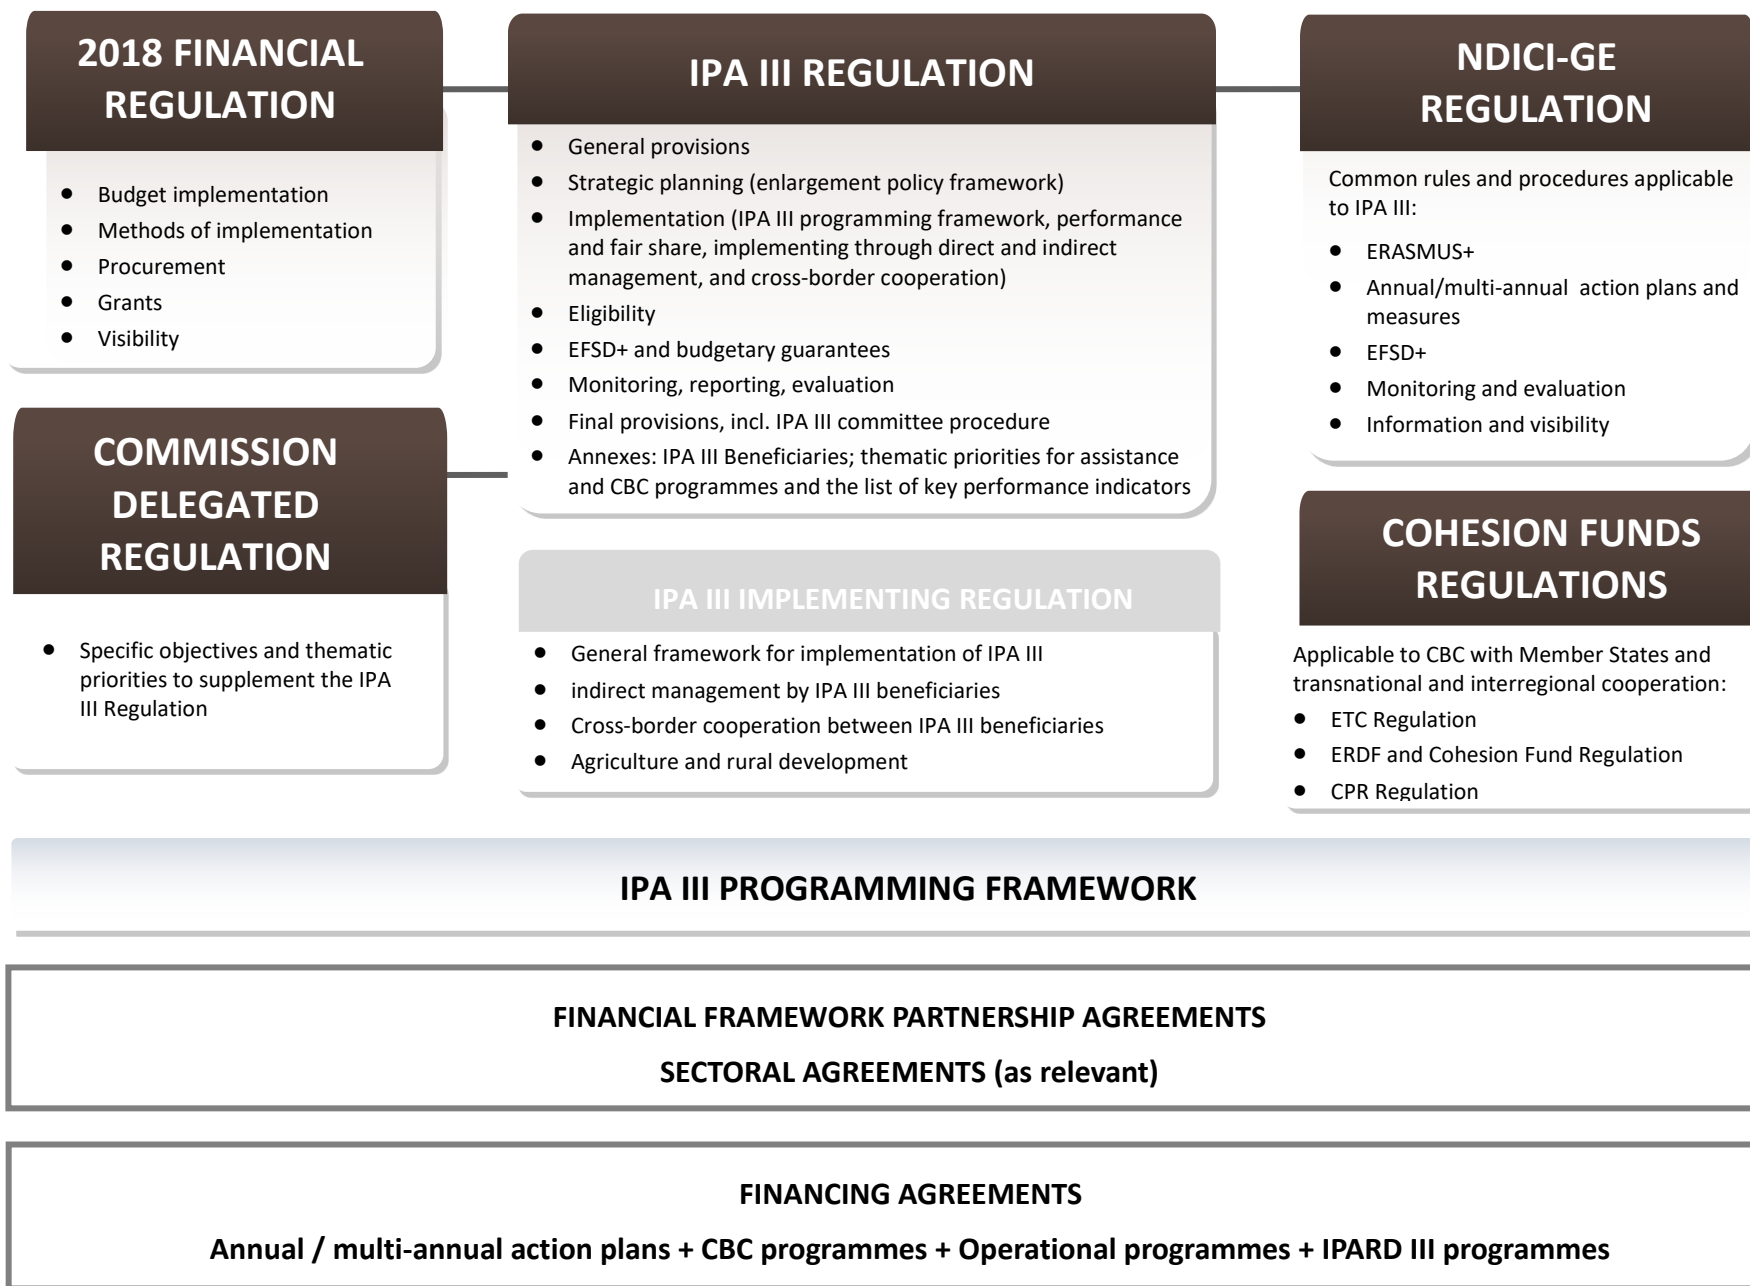 2018 FINANCIAL
REGULATION
• Budget implementation
• Methods of implementation
• Procurement
• Grants
• Visibility
COMMISSION
DELEGATED
REGULATION
• Specific objectives and thematic
priorities to supplement the IPA
III Regulation
IPA III REGULATION
• General provisions
• Strategic planning (enlargement policy framework)
• Implementation (IPA III programming framework, performance
and fair share, implementing through direct and indirect
management, and cross-border cooperation)
• Eligibility
• EFSD+ and budgetary guarantees
• Monitoring, reporting, evaluation
• Final provisions, incl. IPA III committee procedure
• Annexes: IPA III Beneficiaries; thematic priorities for assistance
and CBC programmes and the list of key performance indicators
IPA III IMPLEMENTING REGULATION
• General framework for implementation of IPA III
• indirect management by IPA III beneficiaries
• Cross-border cooperation between IPA III beneficiaries
• Agriculture and rural development
NDICI-GE
REGULATION
Common rules and procedures applicable
to IPA III:
• ERASMUS+
• Annual/multi-annual action plans and
measures
• EFSD+
• Monitoring and evaluation
• Information and visibility
COHESION FUNDS
REGULATIONS
Applicable to CBC with Member States and
transnational and interregional cooperation:
• ETC Regulation
• ERDF and Cohesion Fund Regulation
• CPR Regulation
IPA III PROGRAMMING FRAMEWORK
FINANCIAL FRAMEWORK PARTNERSHIP AGREEMENTS
SECTORAL AGREEMENTS (as relevant)
FINANCING AGREEMENTS
Annual / multi-annual action plans + CBC programmes + Operational programmes + IPARD III programmes